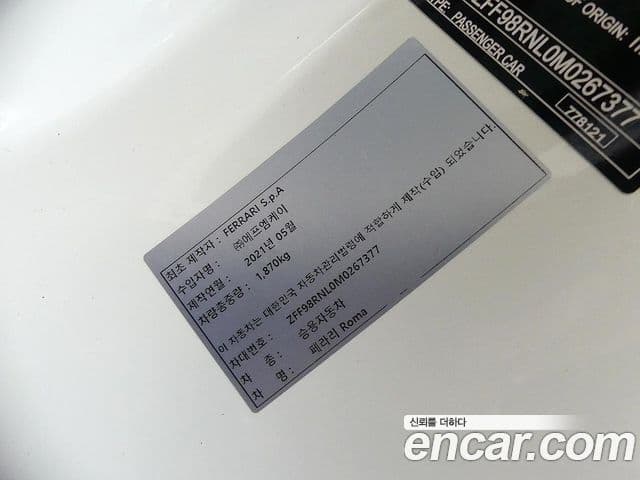 OF ORIGIN:
TYPE: PASSENGER CAR
ZFF98RNL0M0267377
778121
최초 제작자 : FERRARI S.p.A
수입자명 : ㈜에프엠케이
제작연월 : 2021년 05월
차량총중량 : 1,870kg
이 자동차는 대한민국 자동차관리법령에 적합하게 제작(수입) 되었습니다.
차대번호 : ZFF98RNL0M0267377
차 종 : 승용자동차
차 명 : 페라리 Roma
신뢰를 더하다
encar.com